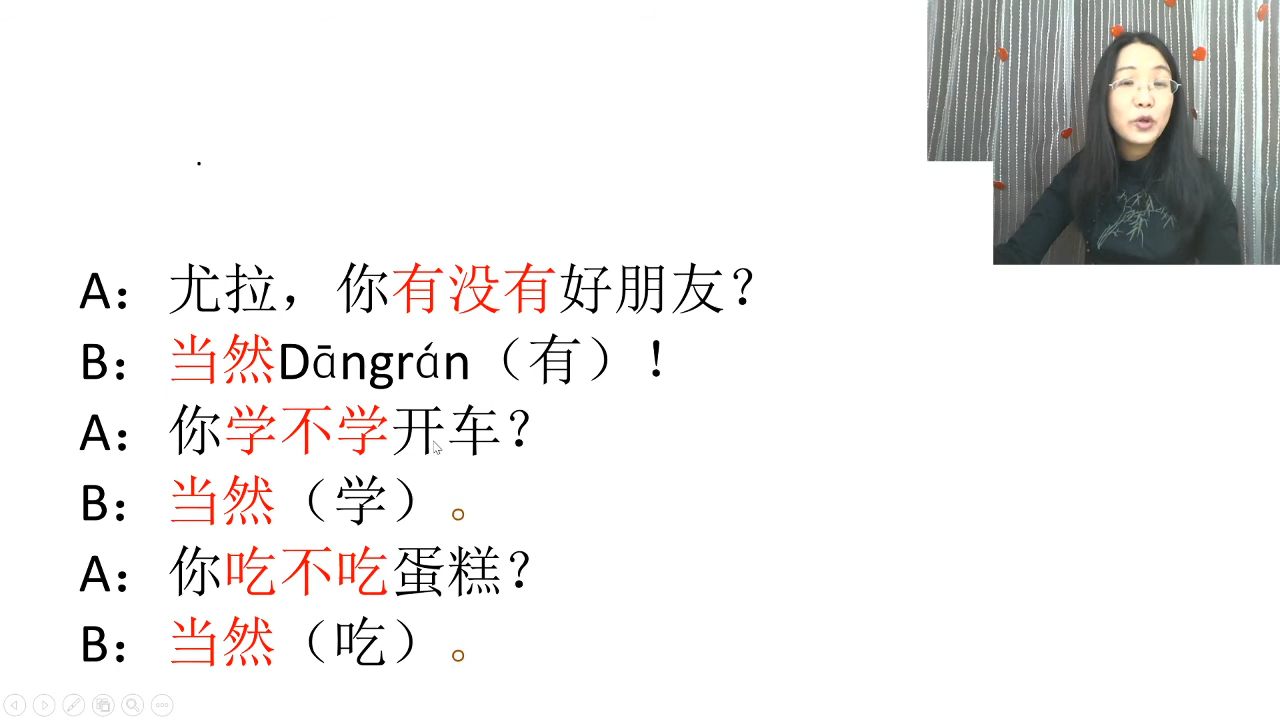 A：尤拉，你有没有好朋友？
B：当然Dāngrán（有）！
A：你学不学开车？
B：当然（学）。
A：你吃不吃蛋糕？
B：当然（吃）。